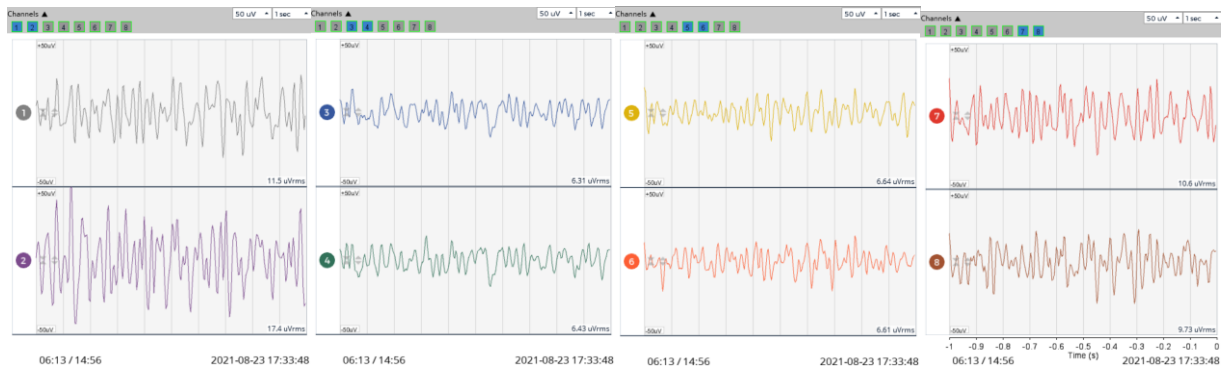 Channels ▲ 50 uV 1 sec
1 2 3 4 5 6 7 8
+50uV
1
-50uV 11.5 uVrms
+50uV
2
-50uV 17.4 uVrms
06:13 / 14:56 2021-08-23 17:33:48
50 uV 1 sec
Channels ▲
1 2 3 4 5 6 7 8
+50uV
3
-50uV 6.31 uVrms
+50uV
4
-50uV 6.43 uVrms
06:13 / 14:56 2021-08-23 17:33:48
Channels ▲ 50 uV 1 sec
1 2 3 4 5 6 7 8
+50uV
5
-50uV 6.64 uVrms
+50uV
6
-50uV 6.61 uVrms
06:13 / 14:56 2021-08-23 17:33:48
Channels ▲ 50 uV 1 sec
1 2 3 4 5 6 7 8
+50uV
7
-50uV 10.6 uVrms
+50uV
8
-50uV 9.73 uVrms
-1 -0.9 -0.8 -0.7 -0.6 -0.5 -0.4 -0.3 -0.2 -0.1 0
Time (s)
06:13 / 14:56 2021-08-23 17:33:48